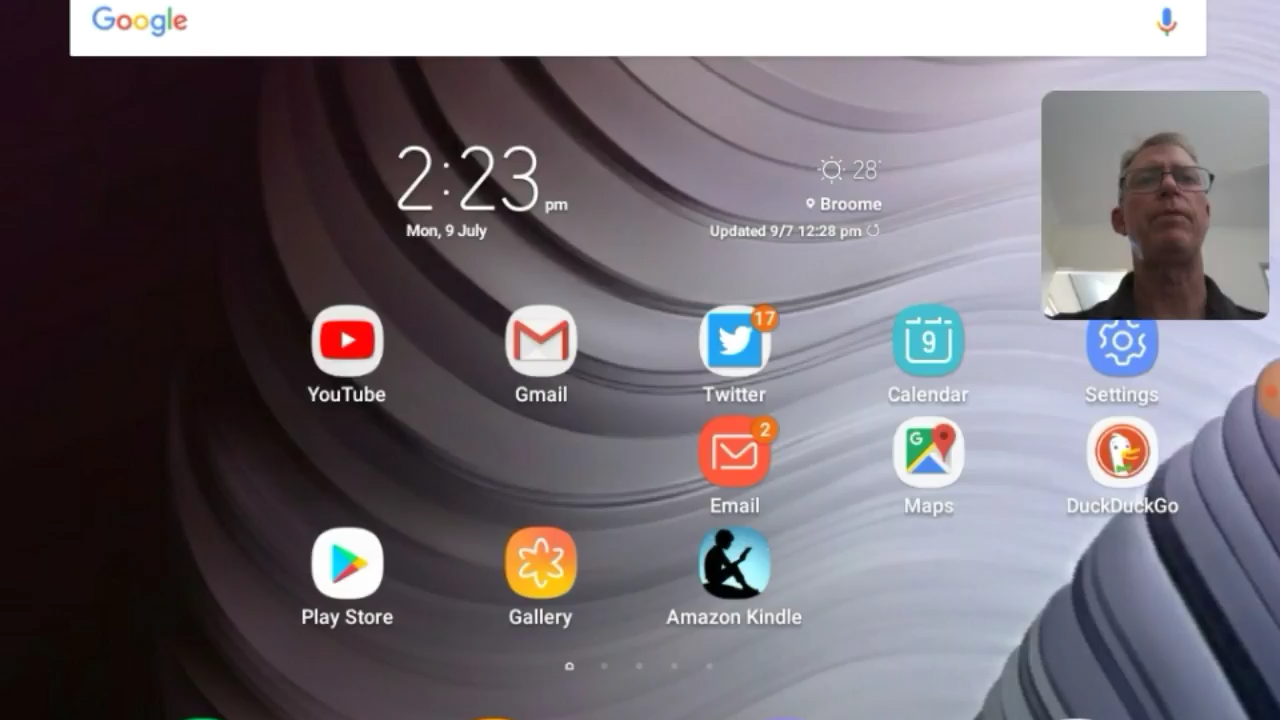 Google
2:23 pm
Mon, 9 July
28°
Broome
Updated 9/7 12:28 pm
YouTube
Gmail
17
Twitter
9
Calendar
Settings
2
Email
G
Maps
DuckDuckGo
Play Store
Gallery
Amazon Kindle